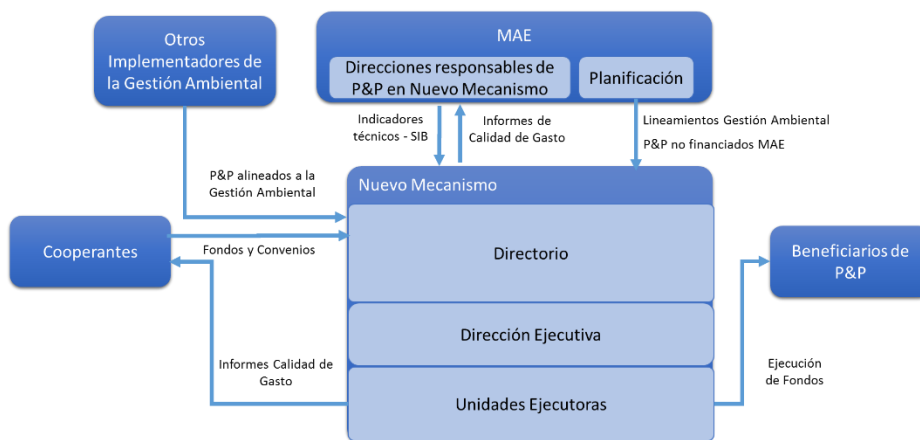 Otros
Implementadores de
la Gestión Ambiental
MAE
Direcciones responsables de
P&P en Nuevo Mecanismo
Planificación
Indicadores
técnicos - SIB
Informes de
Calidad de Gasto
Lineamientos Gestión Ambiental
P&P no financiados MAE
P&P alineados a la
Gestión Ambiental
Nuevo Mecanismo
Cooperantes
Fondos y Convenios
Directorio
Beneficiarios de
P&P
Dirección Ejecutiva
Informes Calidad de
Gasto
Ejecución
de Fondos
Unidades Ejecutoras